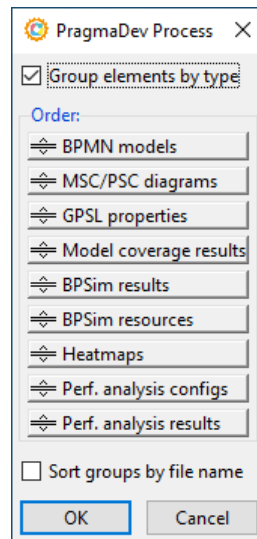 PragmaDev Process
Group elements by type
Order:
BPMN models
MSC/PSC diagrams
GPSL properties
Model coverage results
BPSim results
BPSim resources
Heatmaps
Perf. analysis configs
Perf. analysis results
Sort groups by file name
OK
Cancel